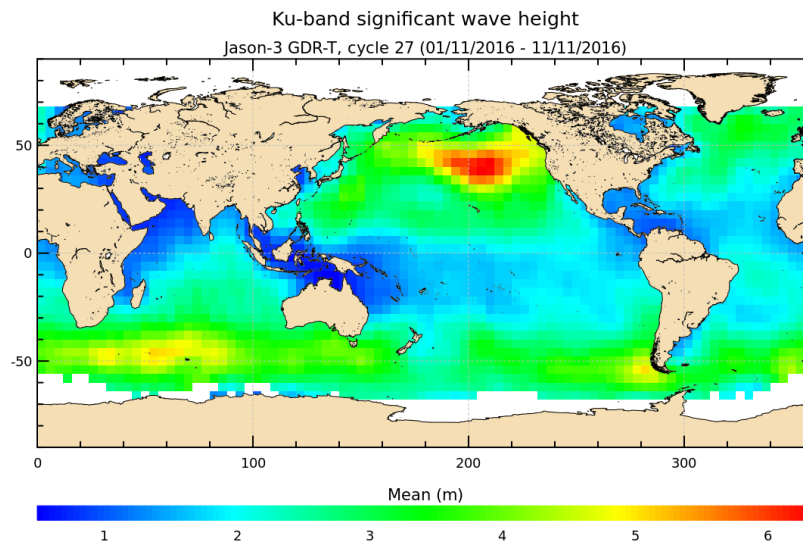 Ku-band significant wave height
Jason-3 GDR-T, cycle 27 (01/11/2016 - 11/11/2016)
50
0
-50
0 100 200 300
Mean (m)
1 2 3 4 5 6